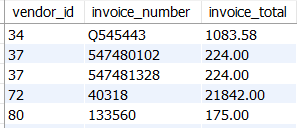 vendor_id invoice_number invoice_total
34 Q545443 1083.58
37 547480102 224.00
37 547481328 224.00
72 40318 21842.00
80 133560 175.00